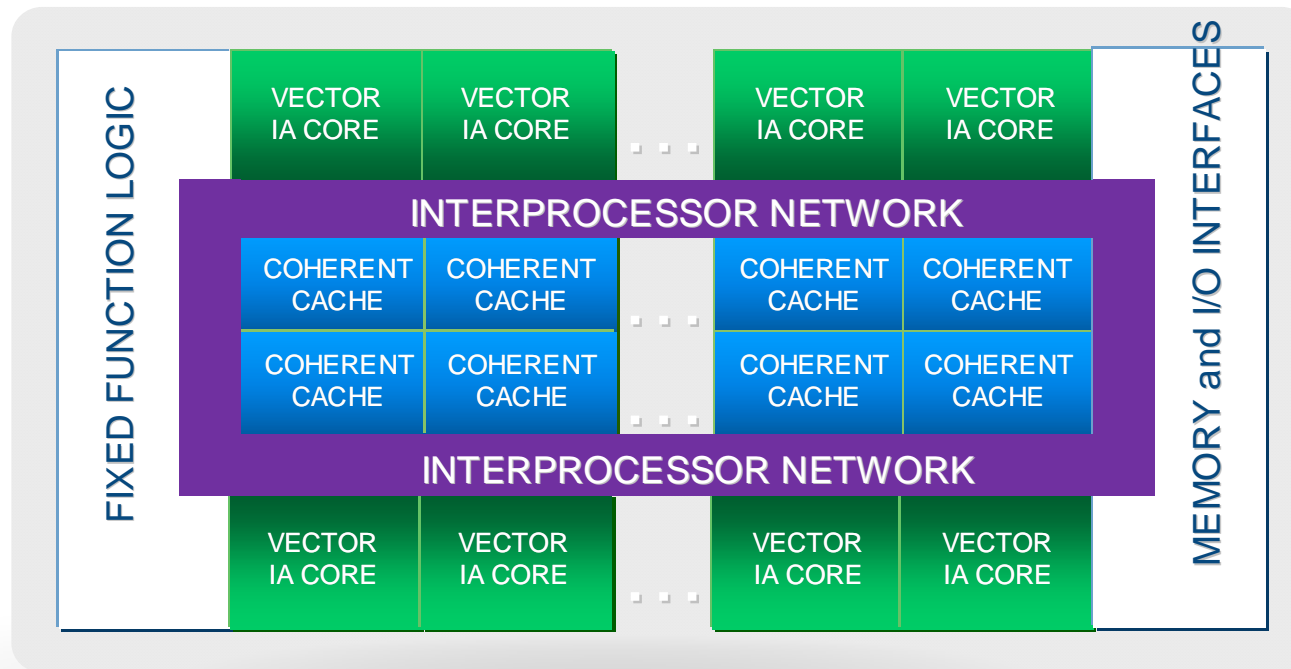 FIXED FUNCTION LOGIC
VECTOR
IA CORE
VECTOR
IA CORE
. . .
VECTOR
IA CORE
VECTOR
IA CORE
INTERPROCESSOR NETWORK
COHERENT
CACHE
COHERENT
CACHE
. . .
COHERENT
CACHE
COHERENT
CACHE
COHERENT
CACHE
COHERENT
CACHE
. . .
COHERENT
CACHE
COHERENT
CACHE
INTERPROCESSOR NETWORK
VECTOR
IA CORE
VECTOR
IA CORE
. . .
VECTOR
IA CORE
VECTOR
IA CORE
MEMORY and I/O INTERFACES